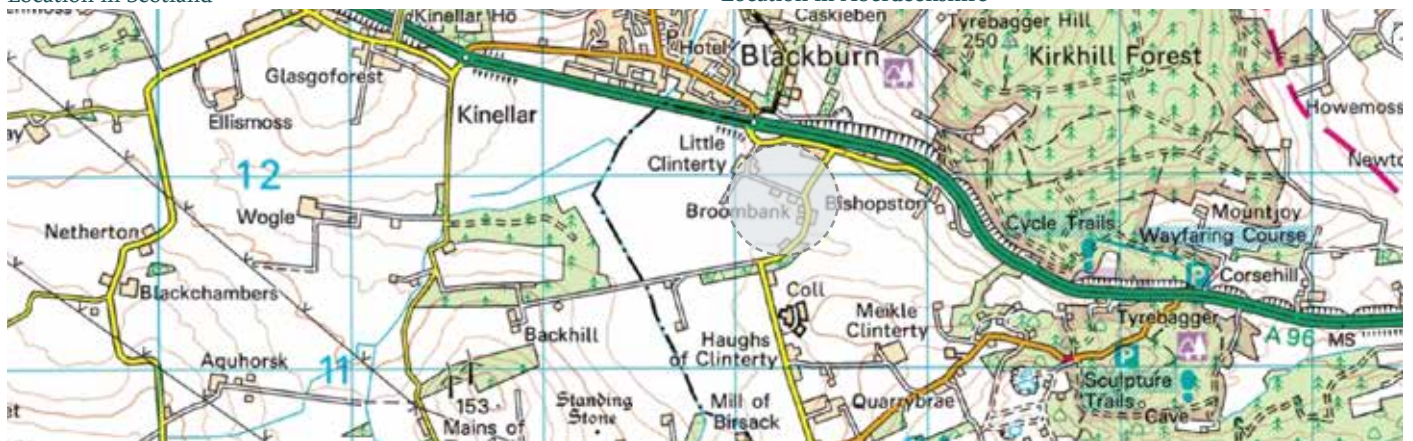 Location in Scotland
Location in Aberdeenshire
Kinellar Ho
Caskieben
Tyrebagger Hill
250
P
Hotel
Blackburn
Kirkhill Forest
Glasgoforest
Ellismoss
Kinellar
Howemoss
Little
Clinterty
12
Wogle
Broombank
Bishopston
Netherton
Cycle Trails
Mountjoy
Wayfaring Course
P
Corsehill
Blackchambers
Coll
Meikle
Clinterty
Backhill
Haughs
of Clinterty
Tyrebagger
A 96
MS
Aquhorsk
11
P
Sculpture
Trails
Cave
153
Mains of
Standing
Stone
Mill of
Birsack
Quarrybrae